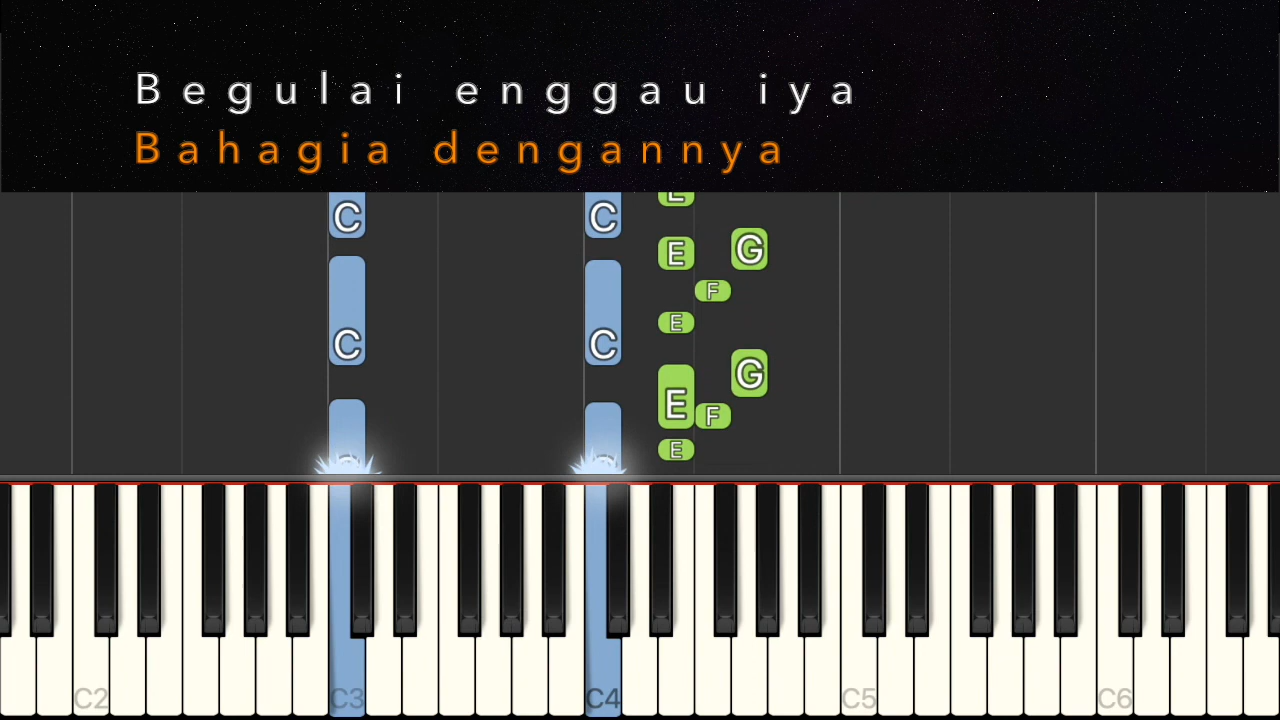 Begulai enggau iya
Bahagia dengannya
C C E
E G
F
E
C C G
E F
E
C2 C3 C4 C5 C6